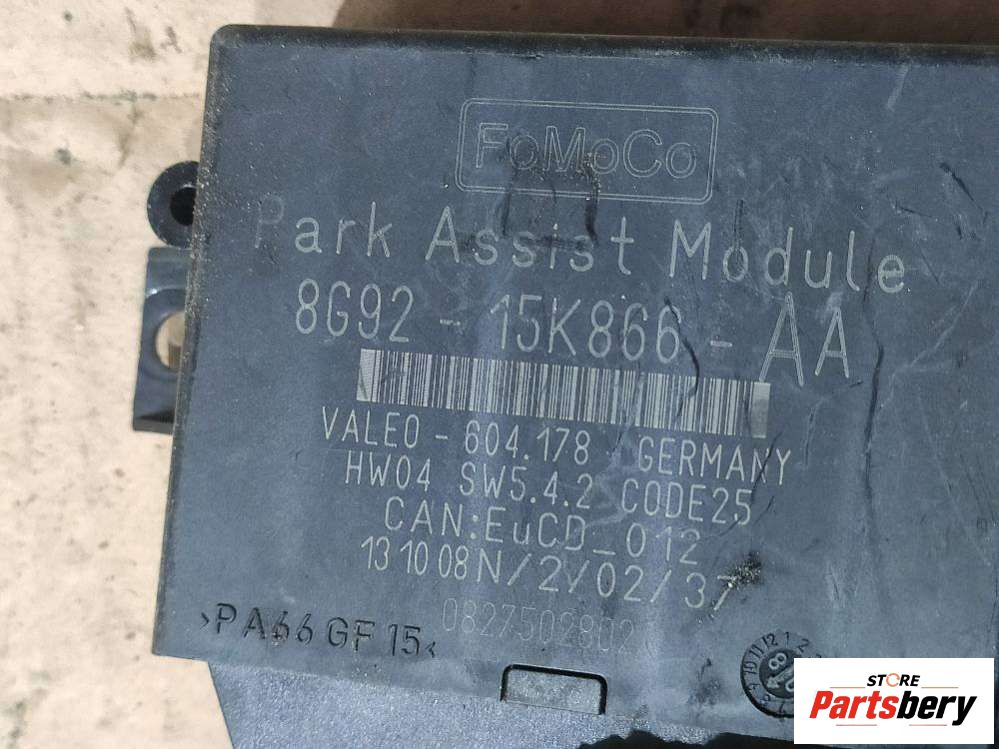 FoMoCo
Park Assist Module
8G92 - 15K866 - AA
VALEO - 604.178 GERMANY
HW04 SW5.4.2 CODE25
CAN:EuCD_012
13 10 08 N/2/02/37
>PA66 GF 15<
0827502802
STORE
Partsbery